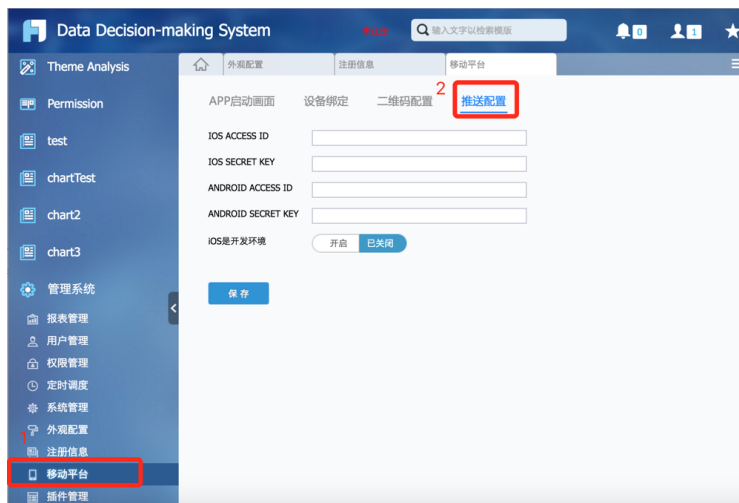 Data Decision-making System
输入文字以检索模版
0
1
Theme Analysis
Permission
test
chartTest
chart2
chart3
管理系统
报表管理
用户管理
权限管理
定时调度
系统管理
外观配置
1
注册信息
移动平台
插件管理
外观配置
注册信息
移动平台
APP启动画面
设备绑定
二维码配置
2
推送配置
IOS ACCESS ID
IOS SECRET KEY
ANDROID ACCESS ID
ANDROID SECRET KEY
iOS是开发环境
开启
已关闭
保存